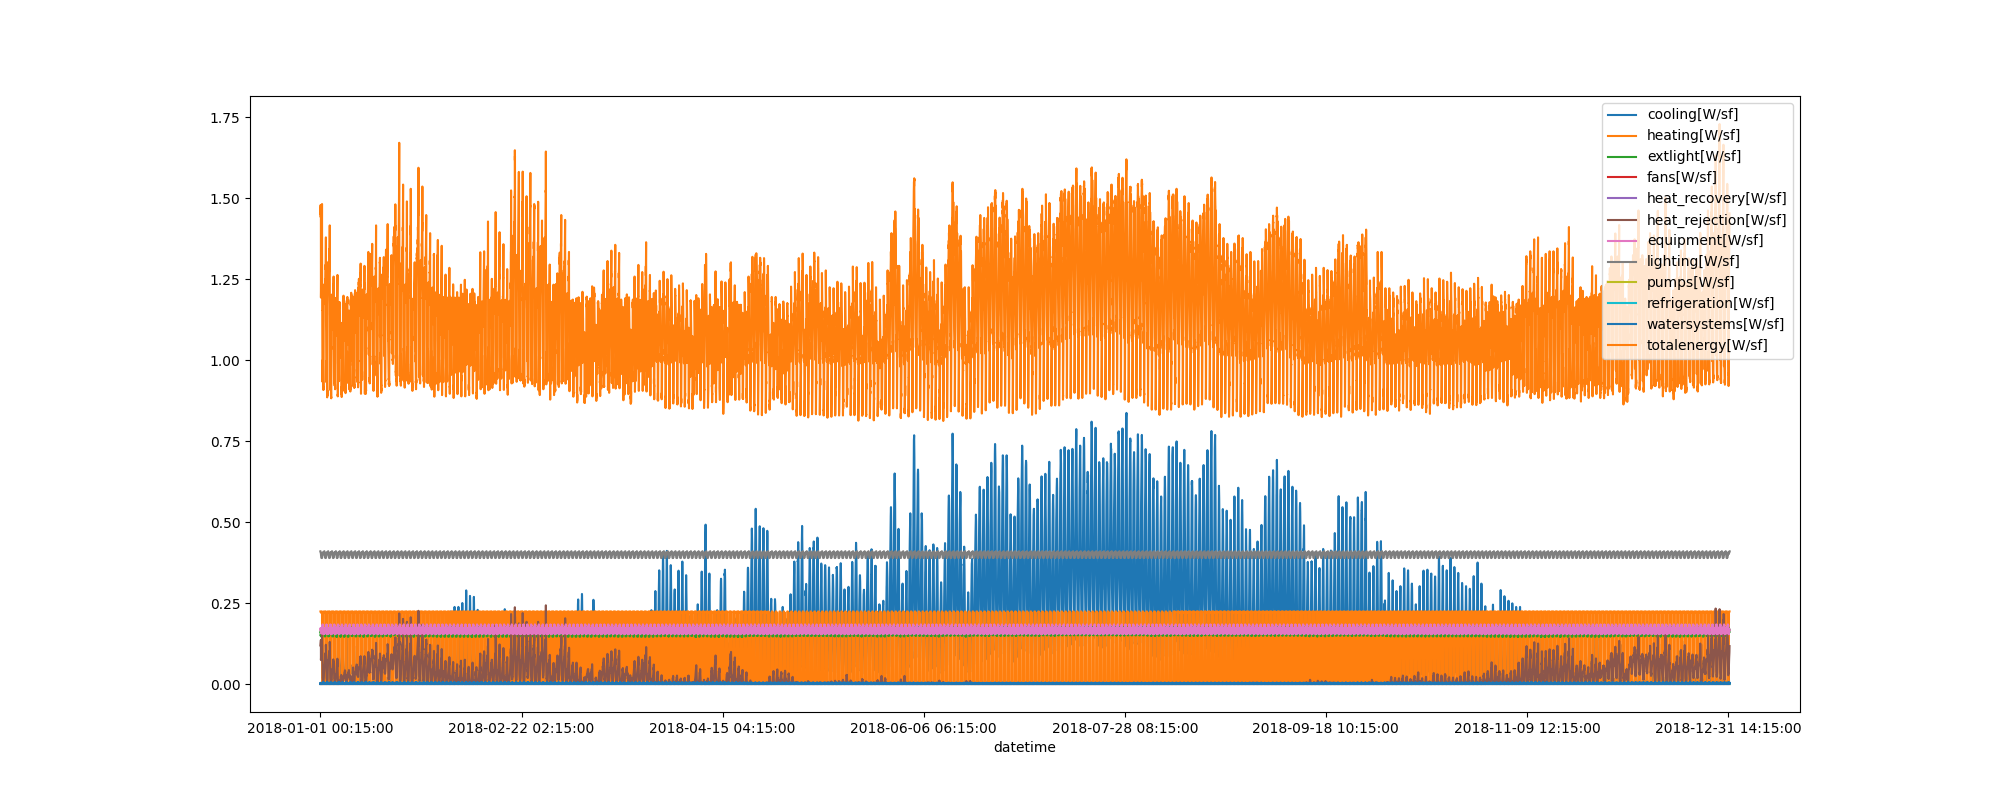 1.75
1.50
1.25
1.00
0.75
0.50
0.25
0.00
cooling[W/sf]
heating[W/sf]
extlight[W/sf]
fans[W/sf]
heat_recovery[W/sf]
heat_rejection[W/sf]
equipment[W/sf]
lighting[W/sf]
pumps[W/sf]
refrigeration[W/sf]
watersystems[W/sf]
totalenergy[W/sf]
2018-01-01 00:15:00 2018-02-22 02:15:00 2018-04-15 04:15:00 2018-06-06 06:15:00 2018-07-28 08:15:00 2018-09-18 10:15:00 2018-11-09 12:15:00 2018-12-31 14:15:00
datetime